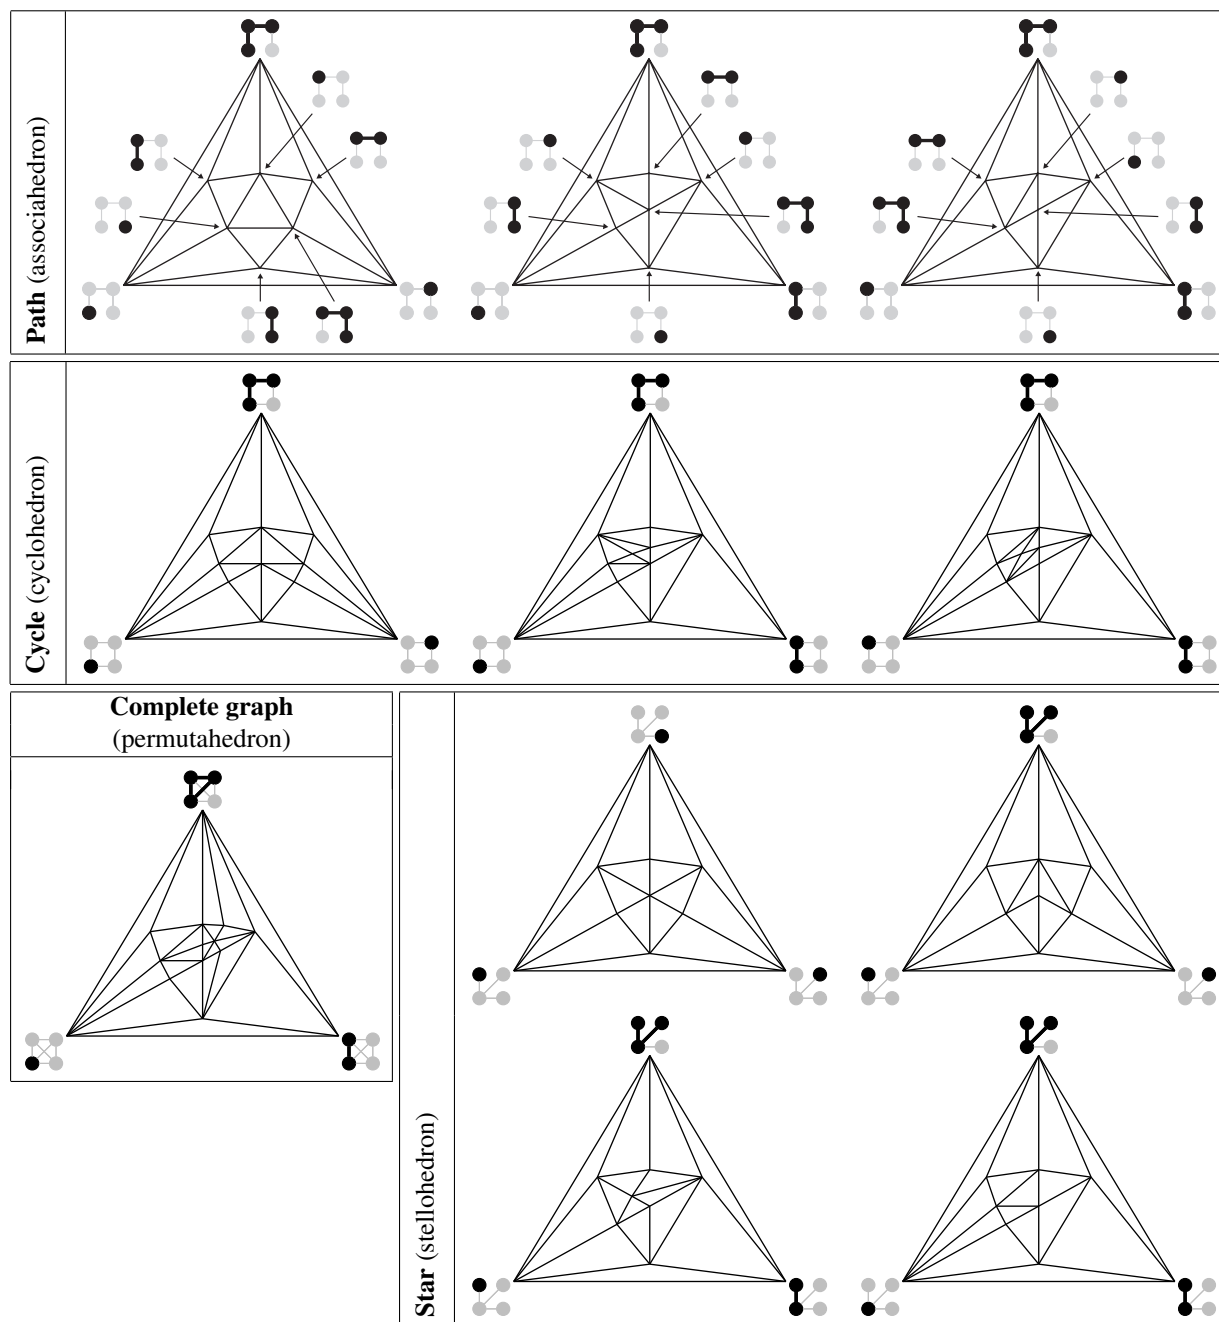 Path (associahedron)
Cycle (cyclohedron)
Complete graph
(permutahedron)
Star (stellohedron)